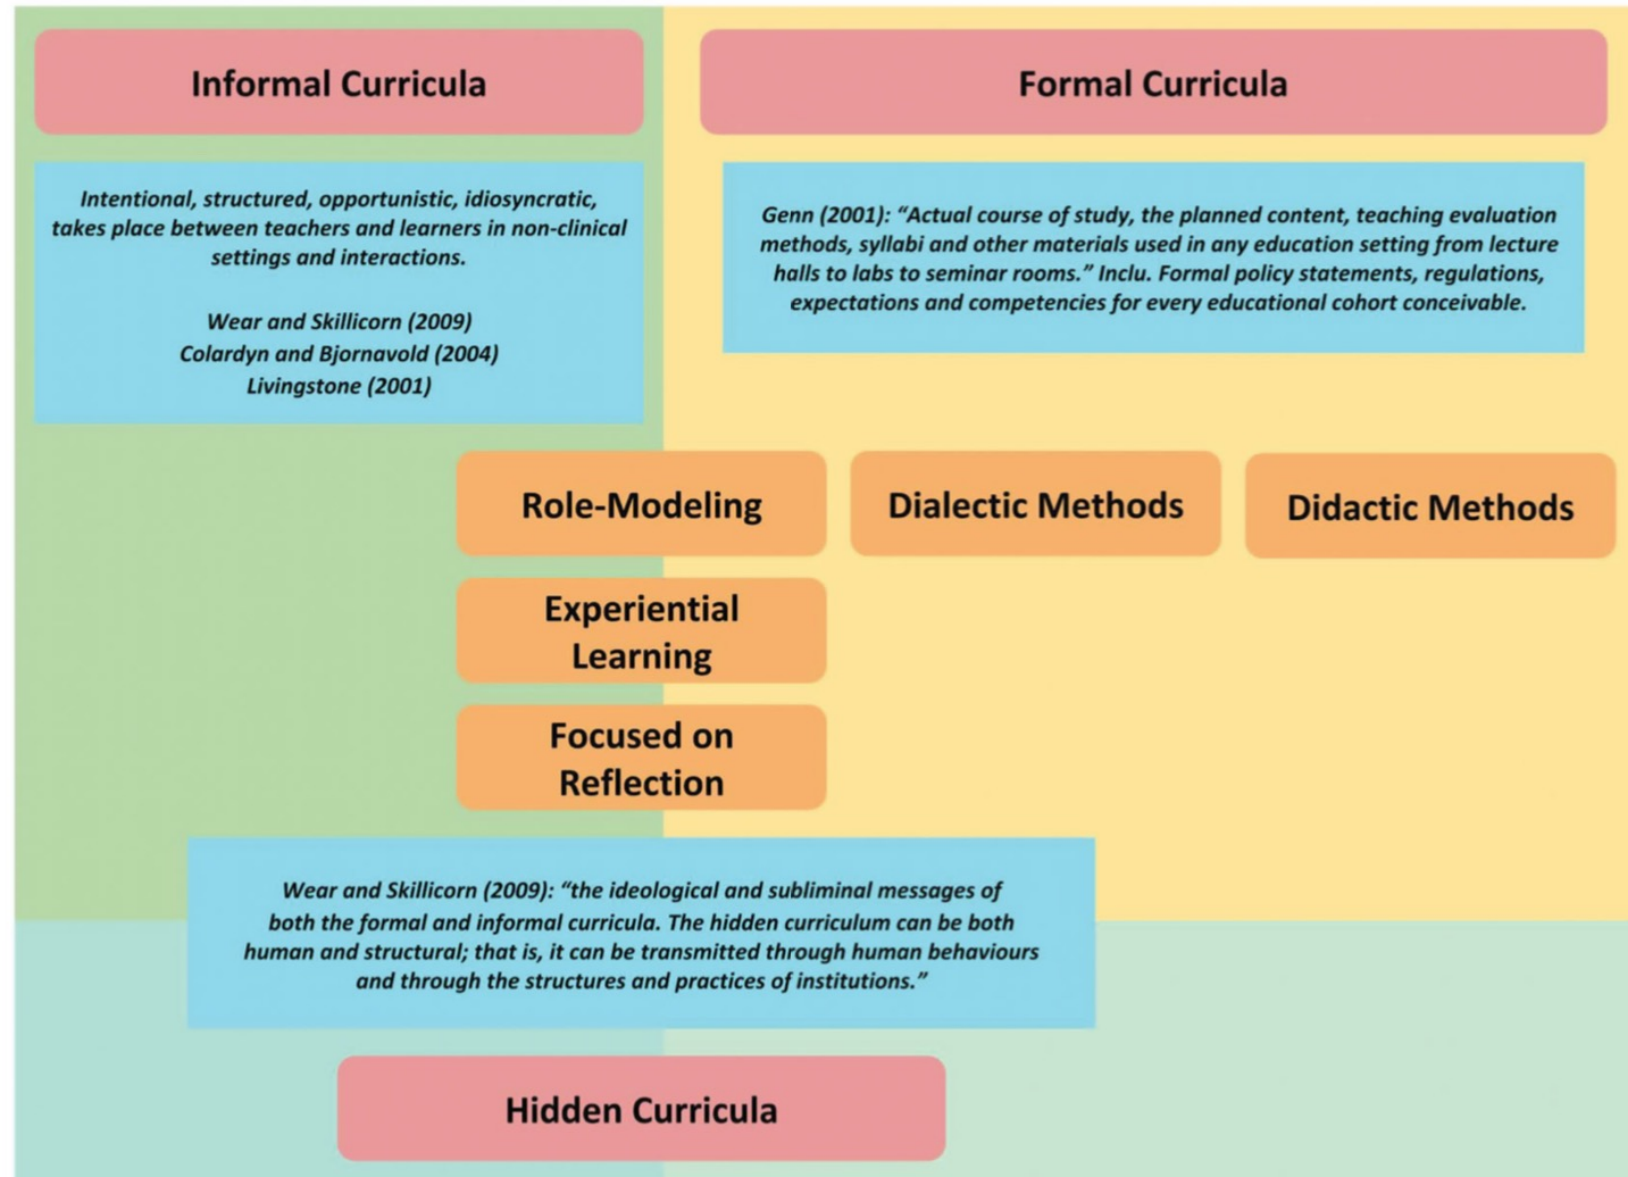 Informal Curricula
Formal Curricula
Intentional, structured, opportunistic, idiosyncratic,
takes place between teachers and learners in non-clinical
settings and interactions.
Wear and Skillicorn (2009)
Colardyn and Bjornavold (2004)
Livingstone (2001)
Genn (2001): “Actual course of study, the planned content, teaching evaluation
methods, syllabi and other materials used in any education setting from lecture
halls to labs to seminar rooms.” Inclu. Formal policy statements, regulations,
expectations and competencies for every educational cohort conceivable.
Role-Modeling
Dialectic Methods
Didactic Methods
Experiential
Learning
Focused on
Reflection
Wear and Skillicorn (2009): “the ideological and subliminal messages of
both the formal and informal curricula. The hidden curriculum can be both
human and structural; that is, it can be transmitted through human behaviours
and through the structures and practices of institutions.”
Hidden Curricula